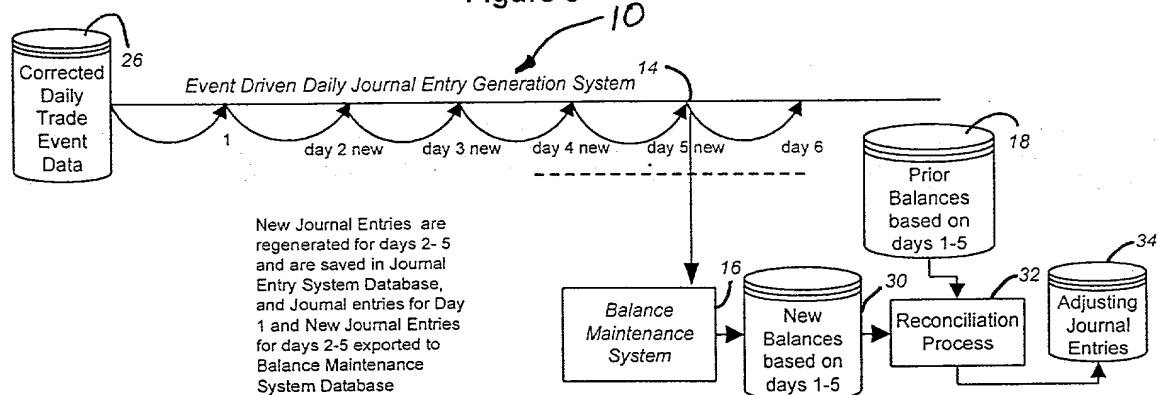 10
26
Corrected
Daily
Trade
Event
Data
Event Driven Daily Journal Entry Generation System
14
1
day 2 new
day 3 new
day 4 new
day 5 new
day 6
18
Prior
Balances
based on
days 1-5
New Journal Entries are
regenerated for days 2- 5
and are saved in Journal
Entry System Database,
and Journal entries for Day
1 and New Journal Entries
for days 2-5 exported to
Balance Maintenance
System Database
16
Balance
Maintenance
System
30
New
Balances
based on
days 1-5
32
Reconciliation
Process
34
Adjusting
Journal
Entries